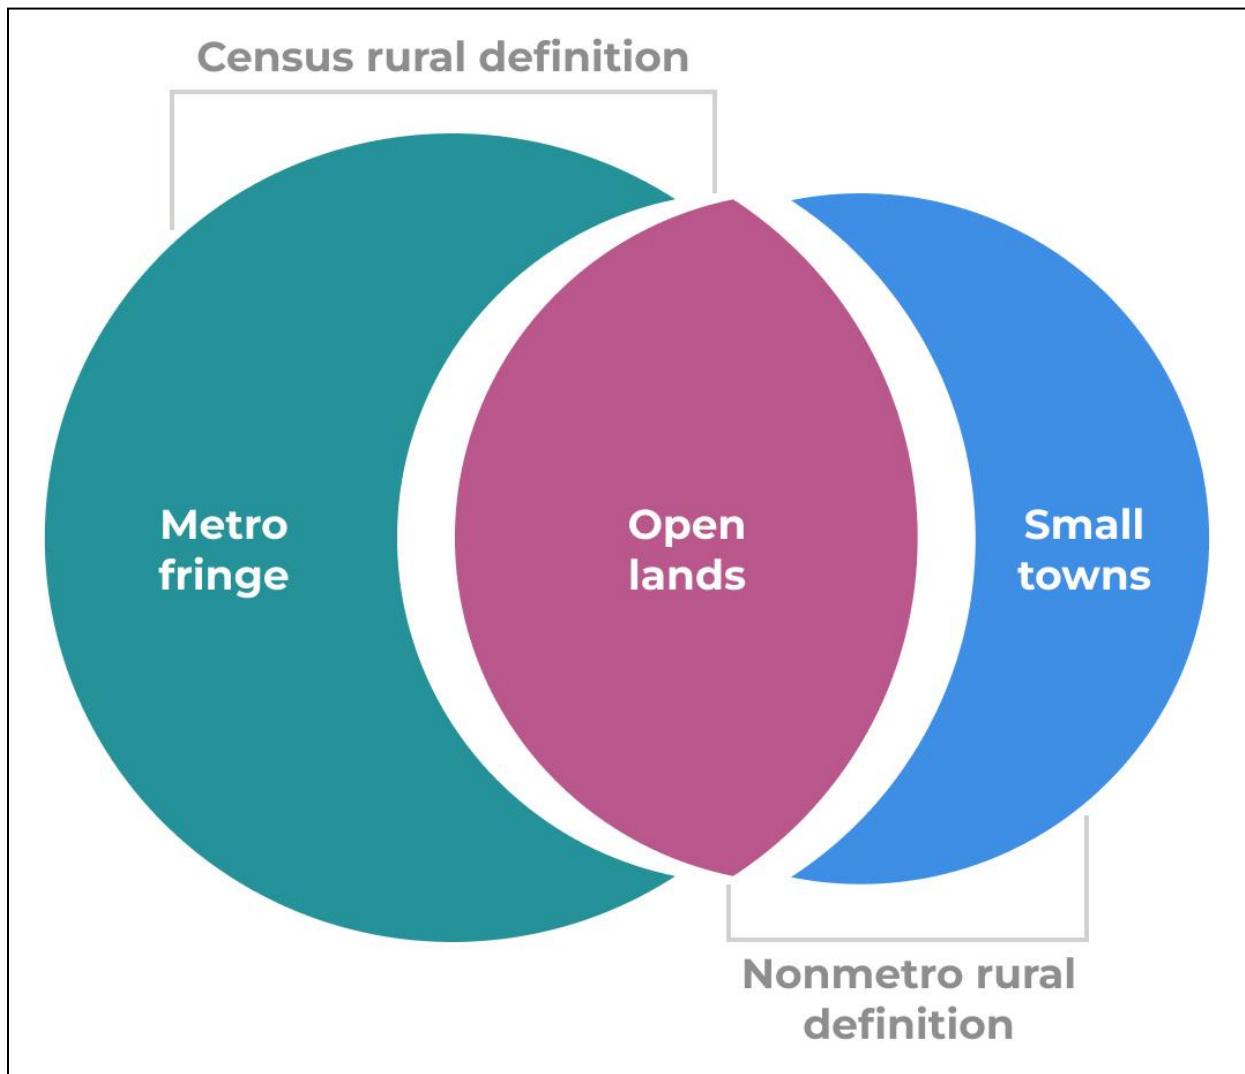 Census rural definition
Metro
fringe
Open
lands
Small
towns
Nonmetro rural
definition